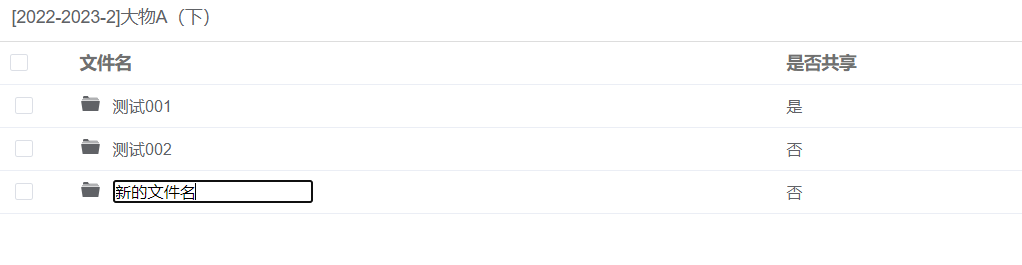 [2022-2023-2]大物A（下）
文件名 是否共享
测试001 是
测试002 否
新的文件名 否